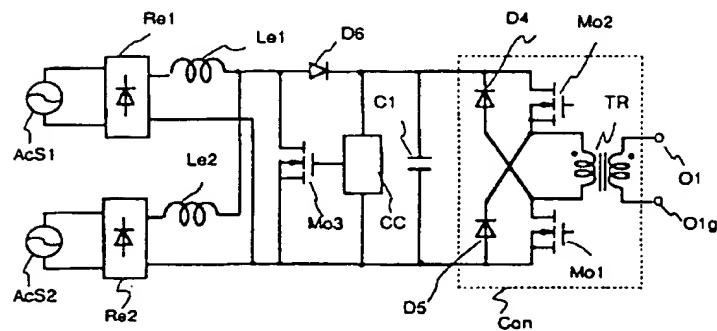 Re1
Le1
D6
D4
Mo2
C1
TR
AcS1
Le2
Mo3
CC
O1
O1g
AcS2
Re2
D5
Mo1
Con